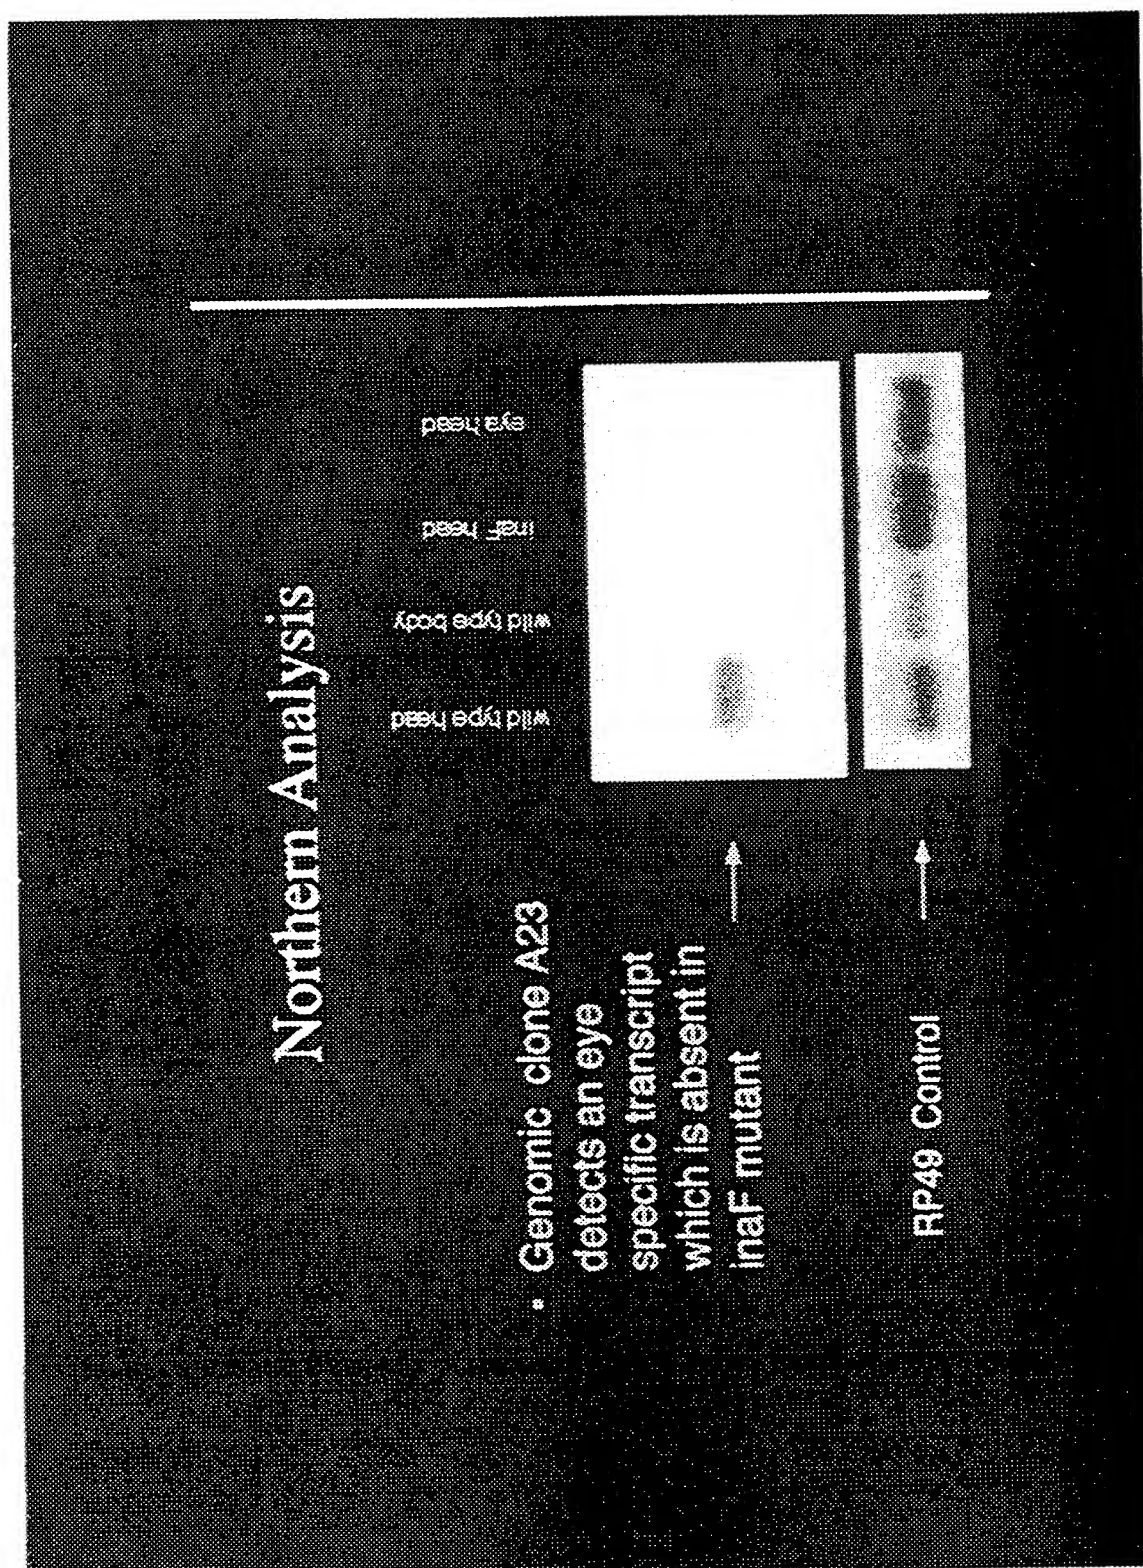 Northern Analysis
wild type head
wild type body
inaF head
eya head
• Genomic clone A23
detects an eye
specific transcript
which is absent in
inaF mutant
RP49 Control